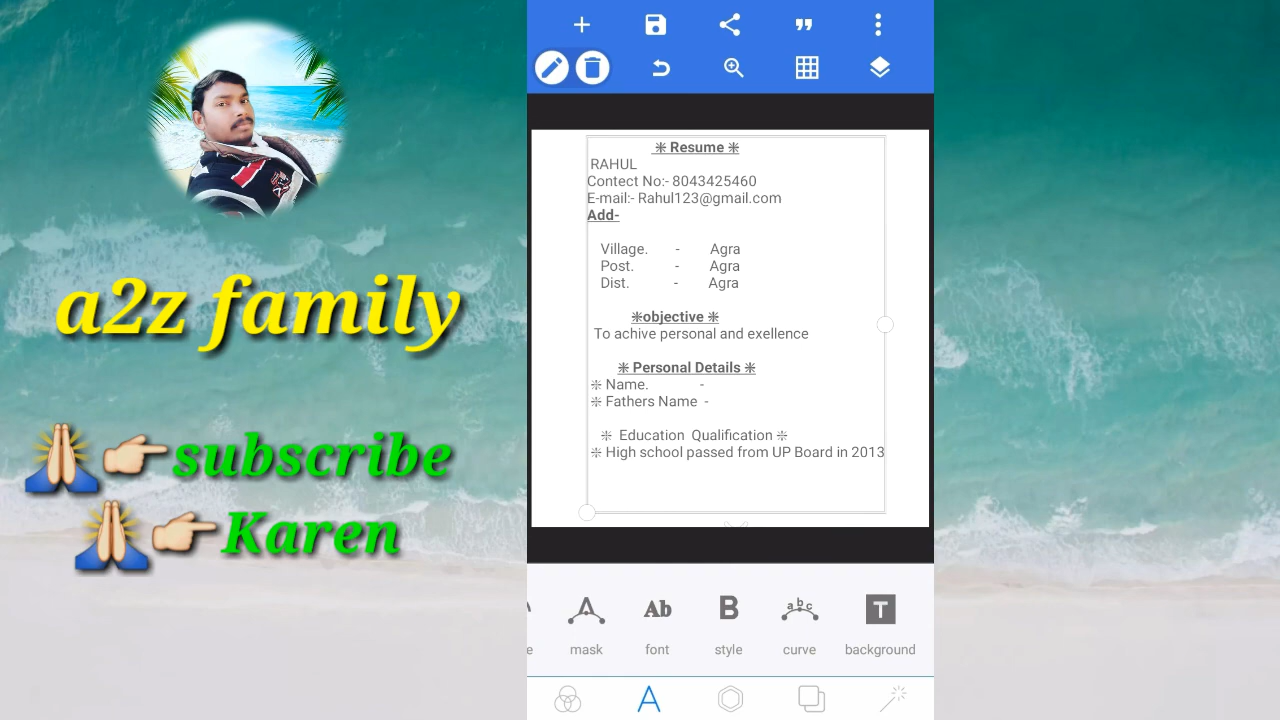 a2z family
subscribe
Karen
Resume
RAHUL
Contect No:- 8043425460
E-mail:- Rahul123@gmail.com
Add-
Village. - Agra
Post. - Agra
Dist. - Agra
objective
To achive personal and exellence
Personal Details
Name. -
Fathers Name -
Education Qualification
High school passed from UP Board in 2013
e
mask
font
style
curve
background